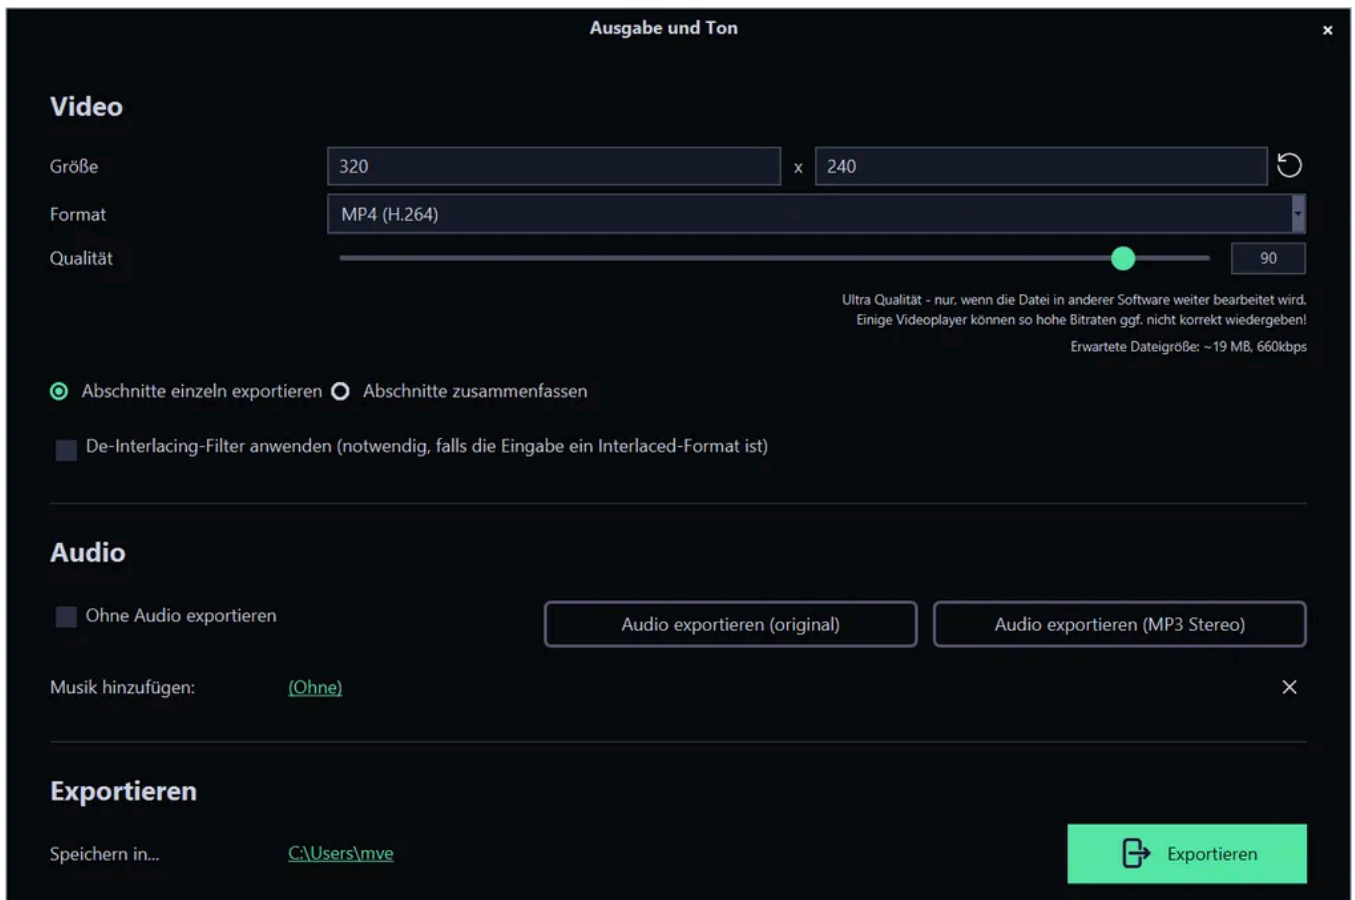 Ausgabe und Ton
Video
Größe 320 x 240
Format MP4 (H.264)
Qualität 90
Ultra Qualität - nur, wenn die Datei in anderer Software weiter bearbeitet wird.
Einige Videoplayer können so hohe Bitraten ggf. nicht korrekt wiedergeben!
Erwartete Dateigröße: ~19 MB, 660kbps
Abschnitte einzeln exportieren Abschnitte zusammenfassen
De-Interlacing-Filter anwenden (notwendig, falls die Eingabe ein Interlaced-Format ist)
Audio
Ohne Audio exportieren Audio exportieren (original) Audio exportieren (MP3 Stereo)
Musik hinzufügen: (Ohne)
Exportieren
Speichern in... C:\Users\mve Exportieren